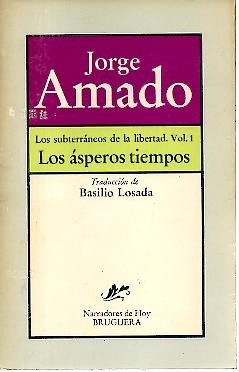 Jorge
Amado
Los subterráneos de la libertad. Vol. 1
Los ásperos tiempos
Traducción de
Basilio Losada
Narradores de Hoy
BRUGUERA